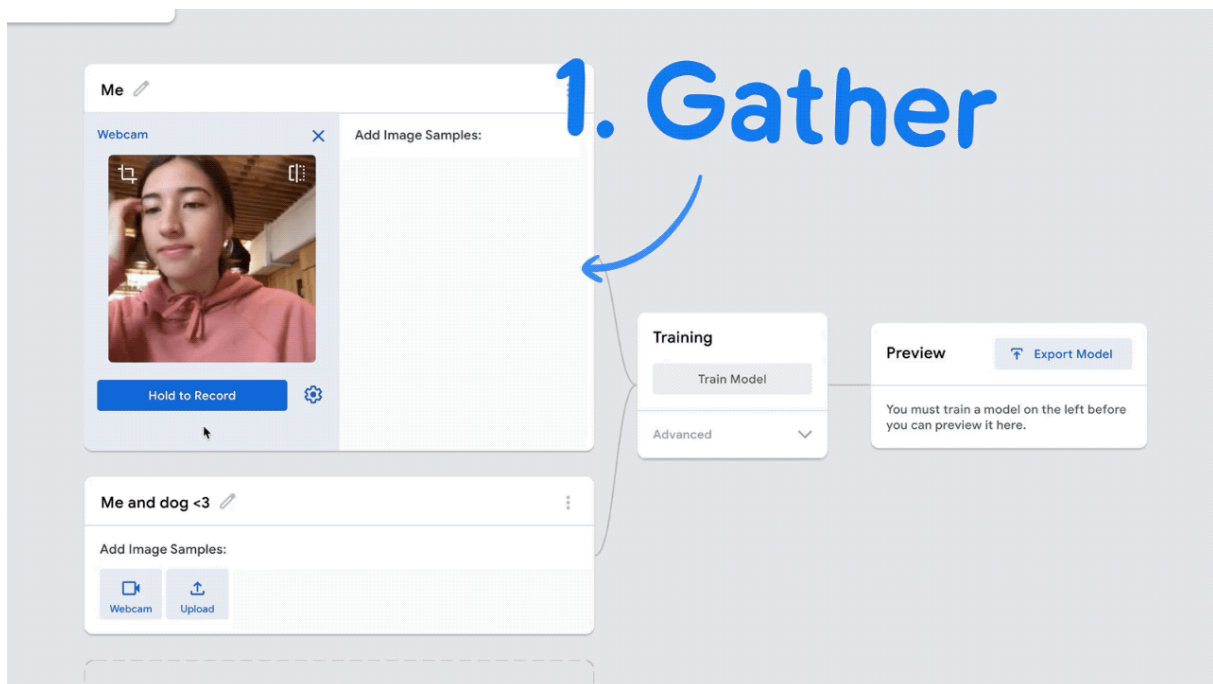 1. Gather
Me
Webcam
Add Image Samples:
Hold to Record
Training
Train Model
Advanced
Preview
Export Model
You must train a model on the left before
you can preview it here.
Me and dog <3
Add Image Samples:
Webcam
Upload